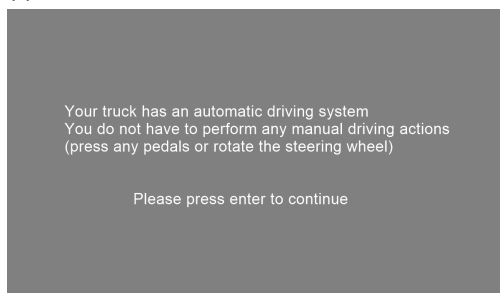 Your truck has an automatic driving system
You do not have to perform any manual driving actions
(press any pedals or rotate the steering wheel)
Please press enter to continue